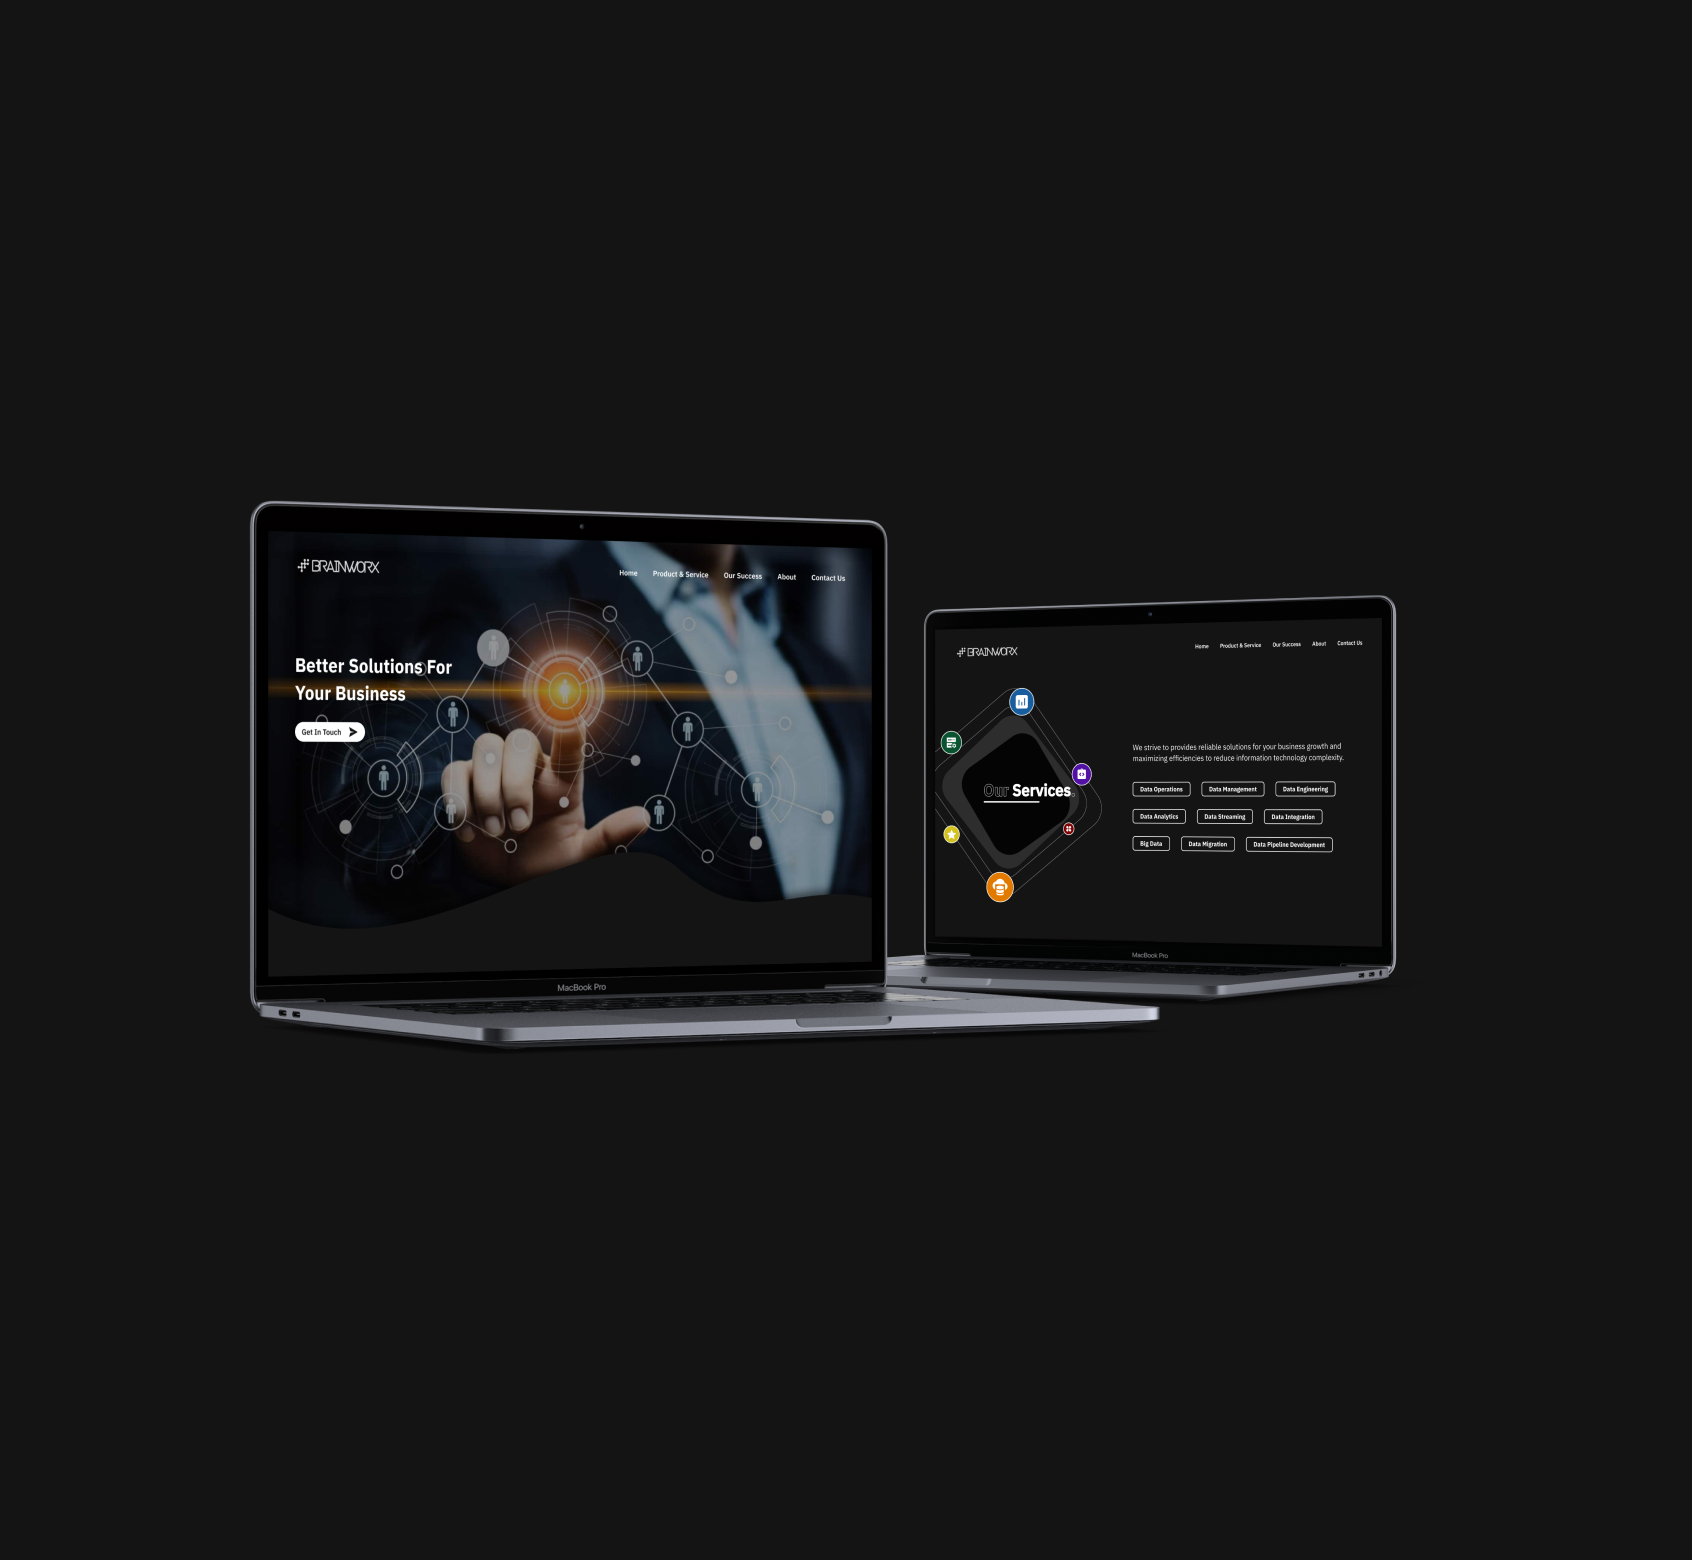 BRAINWORX
Home Product & Service Our Success About Contact Us
Better Solutions For
Your Business
Get In Touch
MacBook Pro
BRAINWORX
Home Product & Service Our Success About Contact Us
Our Services.
We strive to provides reliable solutions for your business growth and
maximizing efficiencies to reduce information technology complexity.
Data Operations Data Management Data Engineering
Data Analytics Data Streaming Data Integration
Big Data Data Migration Data Pipeline Development
MacBook Pro